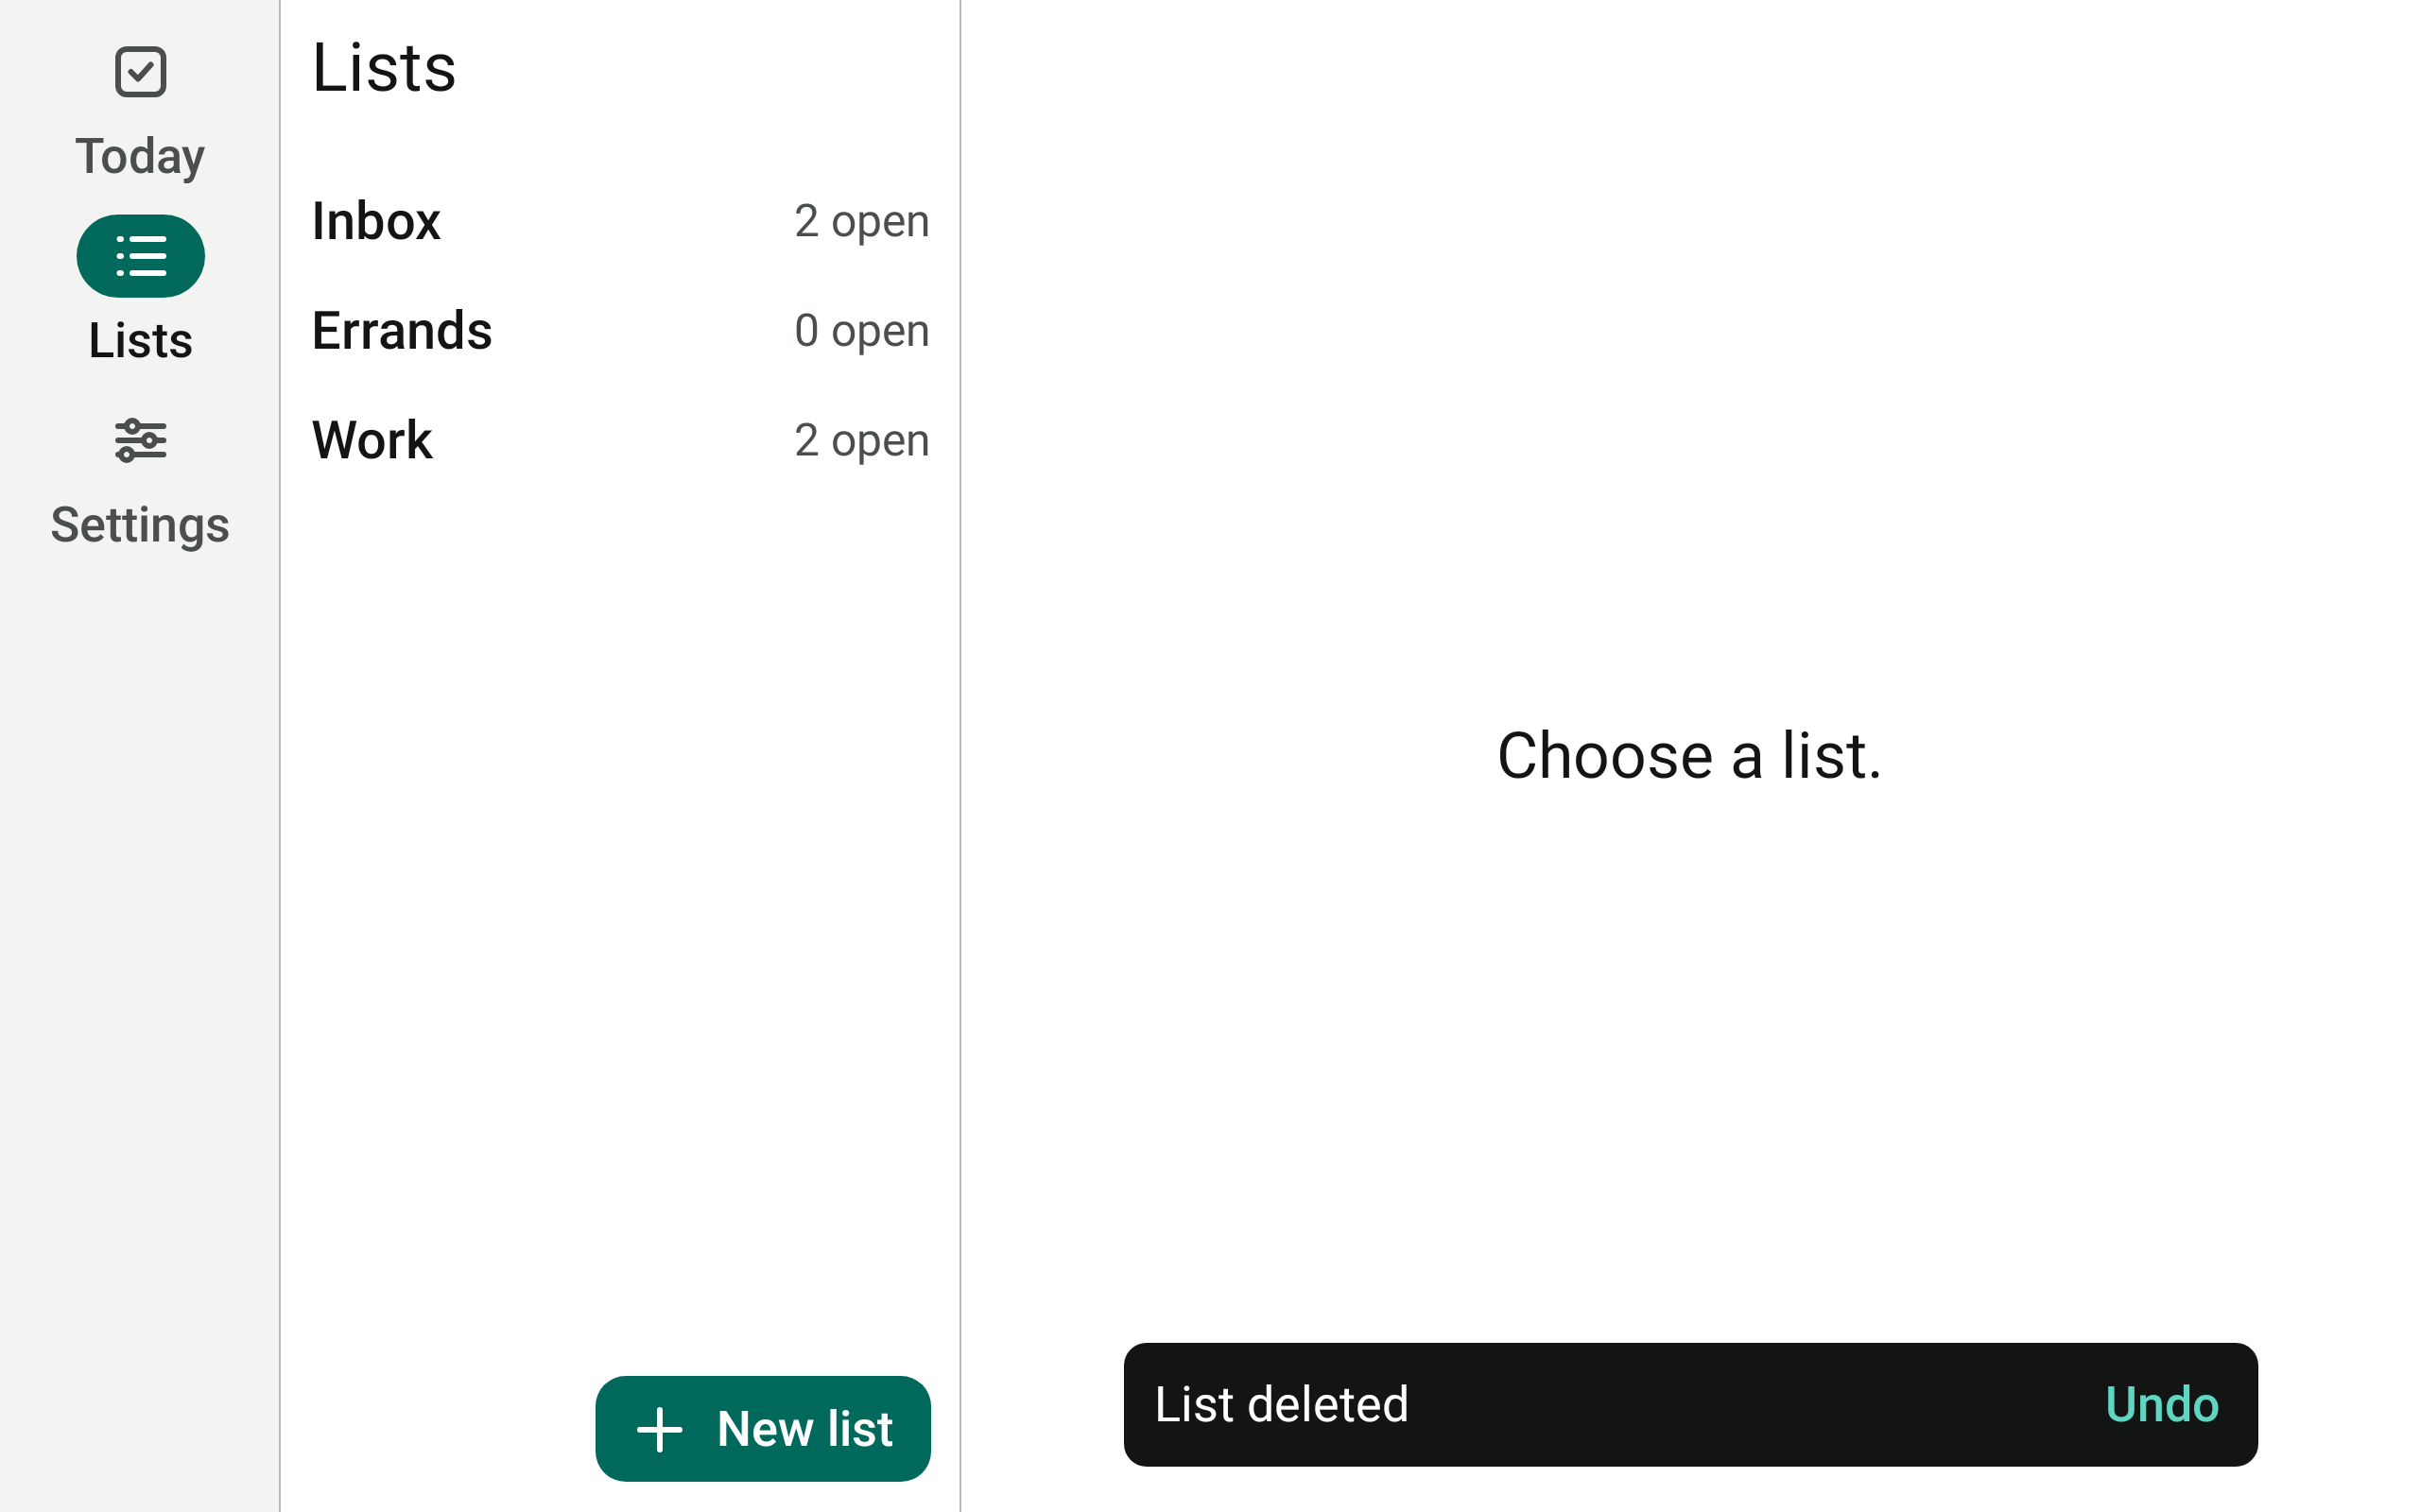 Today
Lists
Settings
Lists
Inbox 2 open
Errands 0 open
Work 2 open
New list
Choose a list.
List deleted Undo